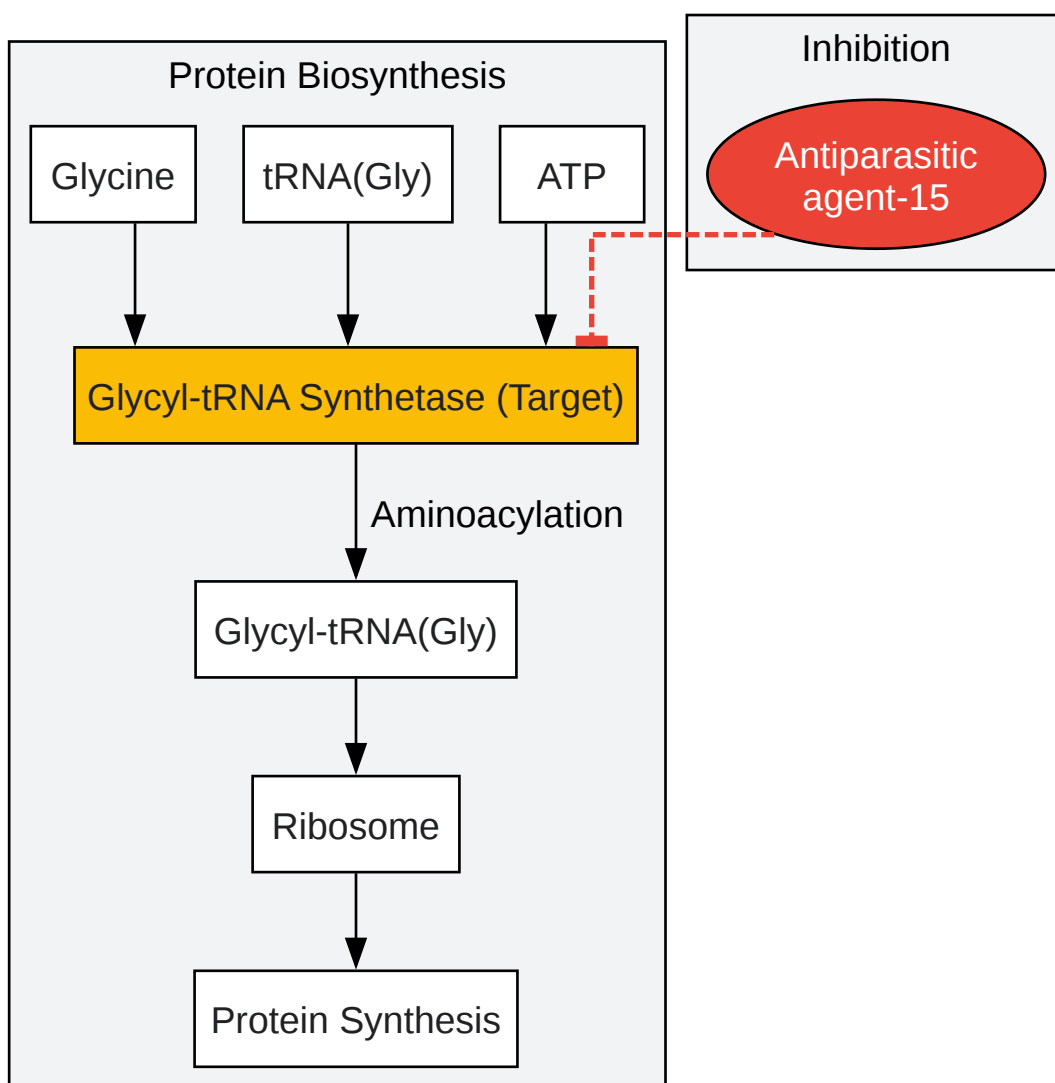 Protein Biosynthesis
Glycine
tRNA(Gly)
ATP
Glycyl-tRNA Synthetase (Target)
Aminoacylation
Glycyl-tRNA(Gly)
Ribosome
Protein Synthesis
Inhibition
Antiparasitic
agent-15